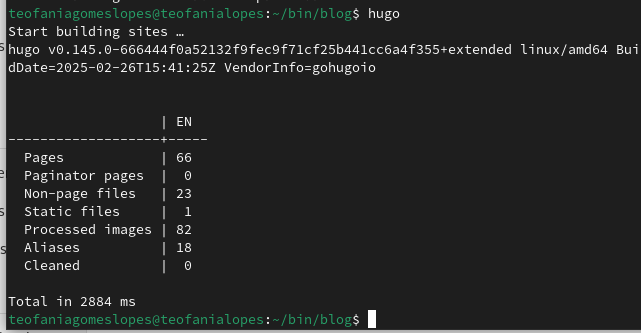 teofaniagomeslopes@teofanialopes:~/bin/blog$ hugo
Start building sites …
hugo v0.145.0-666444f0a52132f9fec9f71cf25b441cc6a4f355+extended linux/amd64 Bui
dDate=2025-02-26T15:41:25Z VendorInfo=gohugoio
                   | EN
-------------------+-----
  Pages            | 66
  Paginator pages  |  0
  Non-page files   | 23
  Static files     |  1
  Processed images | 82
  Aliases          | 18
  Cleaned          |  0
Total in 2884 ms
teofaniagomeslopes@teofanialopes:~/bin/blog$